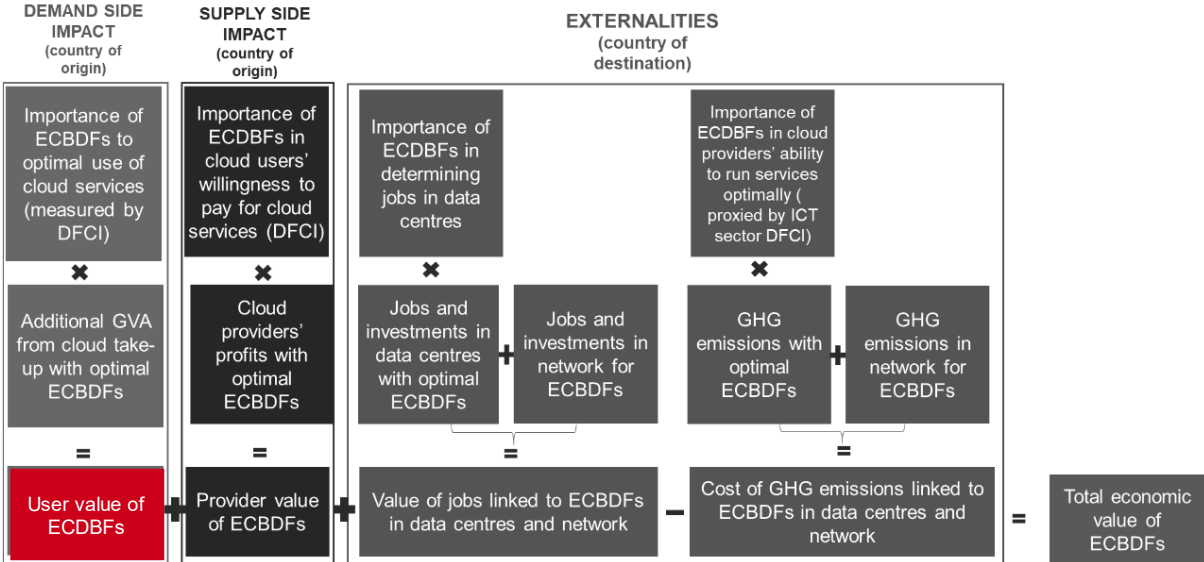 DEMAND SIDE
IMPACT
(country of
origin)
SUPPLY SIDE
IMPACT
(country of
origin)
EXTERNALITIES
(country of
destination)
Importance of
ECBDFs to
optimal use of
cloud services
(measured by
DFCI)
Importance of
ECDBFs in
cloud users'
willingness to
pay for cloud
services (DFCI)
Importance of
ECDBFs in
determining
jobs in data
centres
Importance of
ECDBFs in cloud
providers' ability
to run services
optimally (
proxied by ICT
sector DFCI)
✖
✖
✖
✖
Additional GVA
from cloud take-
up with optimal
ECBDFs
Cloud
providers'
profits with
optimal
ECBDFs
Jobs and
investments in
data centres
with optimal
ECBDFs
+
Jobs and
investments in
network for
ECBDFs
GHG
emissions with
optimal
ECBDFs
+
GHG
emissions in
network for
ECBDFs
=
=
=
=
User value of
ECDBFs
+
Provider value
of ECBDFs
+
Value of jobs linked to ECBDFs
in data centres and network
−
Cost of GHG emissions linked to
ECBDFs in data centres and
network
=
Total economic
value of
ECBDFs